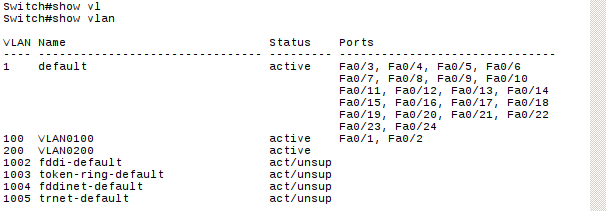 Switch#show vl
Switch#show vlan
VLAN Name                             Status    Ports
---- -------------------------------- --------- -------------------------------
1    default                          active    Fa0/3, Fa0/4, Fa0/5, Fa0/6
                                                Fa0/7, Fa0/8, Fa0/9, Fa0/10
                                                Fa0/11, Fa0/12, Fa0/13, Fa0/14
                                                Fa0/15, Fa0/16, Fa0/17, Fa0/18
                                                Fa0/19, Fa0/20, Fa0/21, Fa0/22
                                                Fa0/23, Fa0/24
100  VLAN0100                         active    Fa0/1, Fa0/2
200  VLAN0200                         active
1002 fddi-default                     act/unsup
1003 token-ring-default               act/unsup
1004 fddinet-default                  act/unsup
1005 trnet-default                    act/unsup